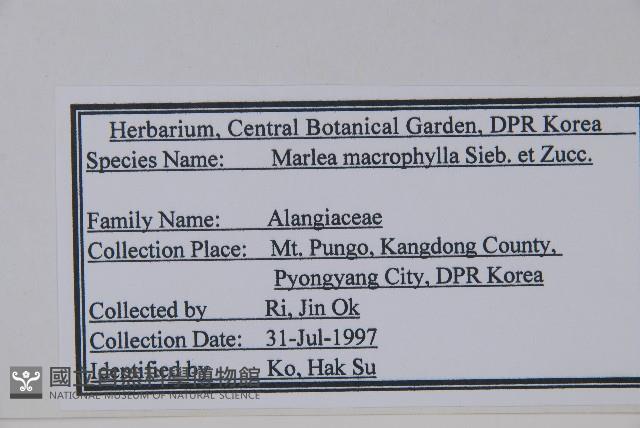 Herbarium, Central Botanical Garden, DPR Korea
Species Name: Marlea macrophylla Sieb. et Zucc.
Family Name: Alangiaceae
Collection Place: Mt. Pungo, Kangdong County,
Pyongyang City, DPR Korea
Collected by Ri, Jin Ok
Collection Date: 31-Jul-1997
Identified by Ko, Hak Su
國立自然科學博物館
NATIONAL MUSEUM OF NATURAL SCIENCE